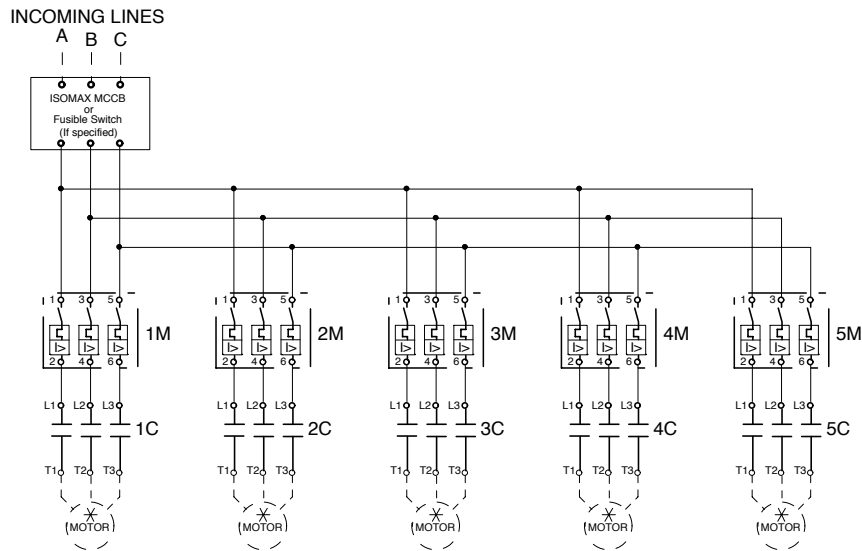 INCOMING LINES
A B C
ISOMAX MCCB
or
Fusible Switch
(If specified)
1 3 5 1 3 5 1 3 5 1 3 5 1 3 5
1M 2M 3M 4M 5M
I> I> I> I> I> I> I> I> I> I> I> I> I> I> I>
2 4 6 2 4 6 2 4 6 2 4 6 2 4 6
L1 L2 L3 L1 L2 L3 L1 L2 L3 L1 L2 L3 L1 L2 L3
1C 2C 3C 4C 5C
T1 T2 T3 T1 T2 T3 T1 T2 T3 T1 T2 T3 T1 T2 T3
MOTOR MOTOR MOTOR MOTOR MOTOR